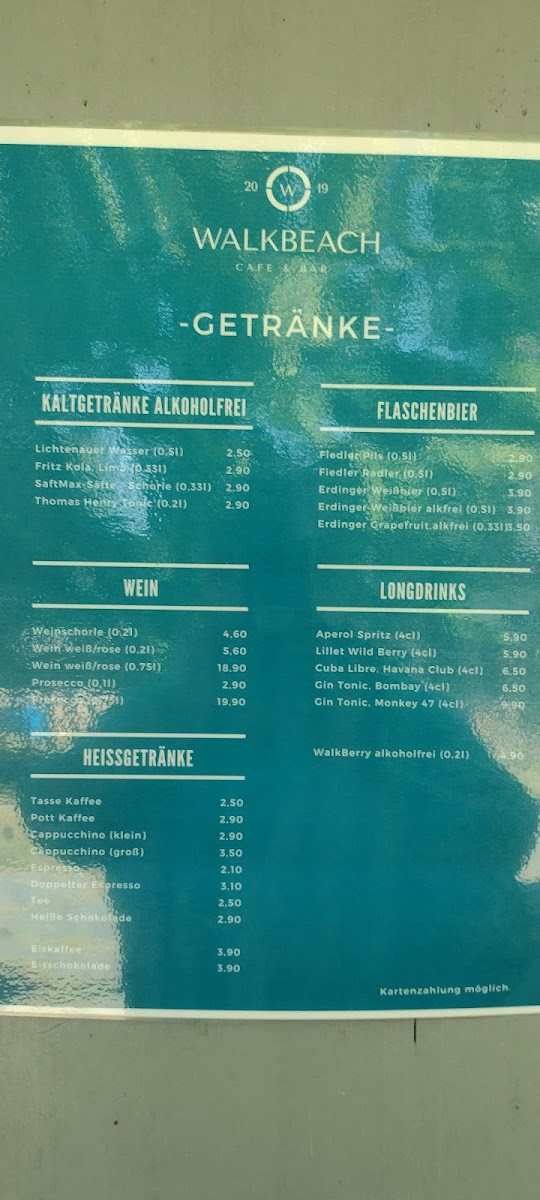 20 W 19
WALKBEACH
CAFE & BAR
-GETRÄNKE-
KALTGETRÄNKE ALKOHOLFREI
Lichtenauer Wasser (0,5l) 2.50
Fritz Kola, Limo (0,33l) 2.90
SaftMax-Säfte, Schorle (0,33l) 2.90
Thomas Henry Tonic (0,2l) 2.90
WEIN
Weinschorle (0,2l) 4.60
Wein weiß/rose (0,2l) 5.60
Wein weiß/rose (0,75l) 18.90
Prosecco (0,1l) 2.90
Prosecco (0,75l) 19.90
HEISSGETRÄNKE
Tasse Kaffee 2.50
Pott Kaffee 2.90
Cappucchino (klein) 2.90
Cappucchino (groß) 3.50
Espresso 2.10
Doppelter Espresso 3.10
Tee 2.50
Heiße Schokolade 2.90
Eiskaffee 3.90
Eisschokolade 3.90
FLASCHENBIER
Fiedler Pils (0,5l) 2.90
Fiedler Radler (0,5l) 2.90
Erdinger Weißbier (0,5l) 3.90
Erdinger Weißbier alkfrei (0,5l) 3.90
Erdinger Grapefruit.alkfrei (0,33l)3.50
LONGDRINKS
Aperol Spritz (4cl) 5.90
Lillet Wild Berry (4cl) 5.90
Cuba Libre, Havana Club (4cl) 6.50
Gin Tonic, Bombay (4cl) 6.50
Gin Tonic, Monkey 47 (4cl) 9.90
WalkBerry alkoholfrei (0,2l) 4.90
Kartenzahlung möglich.